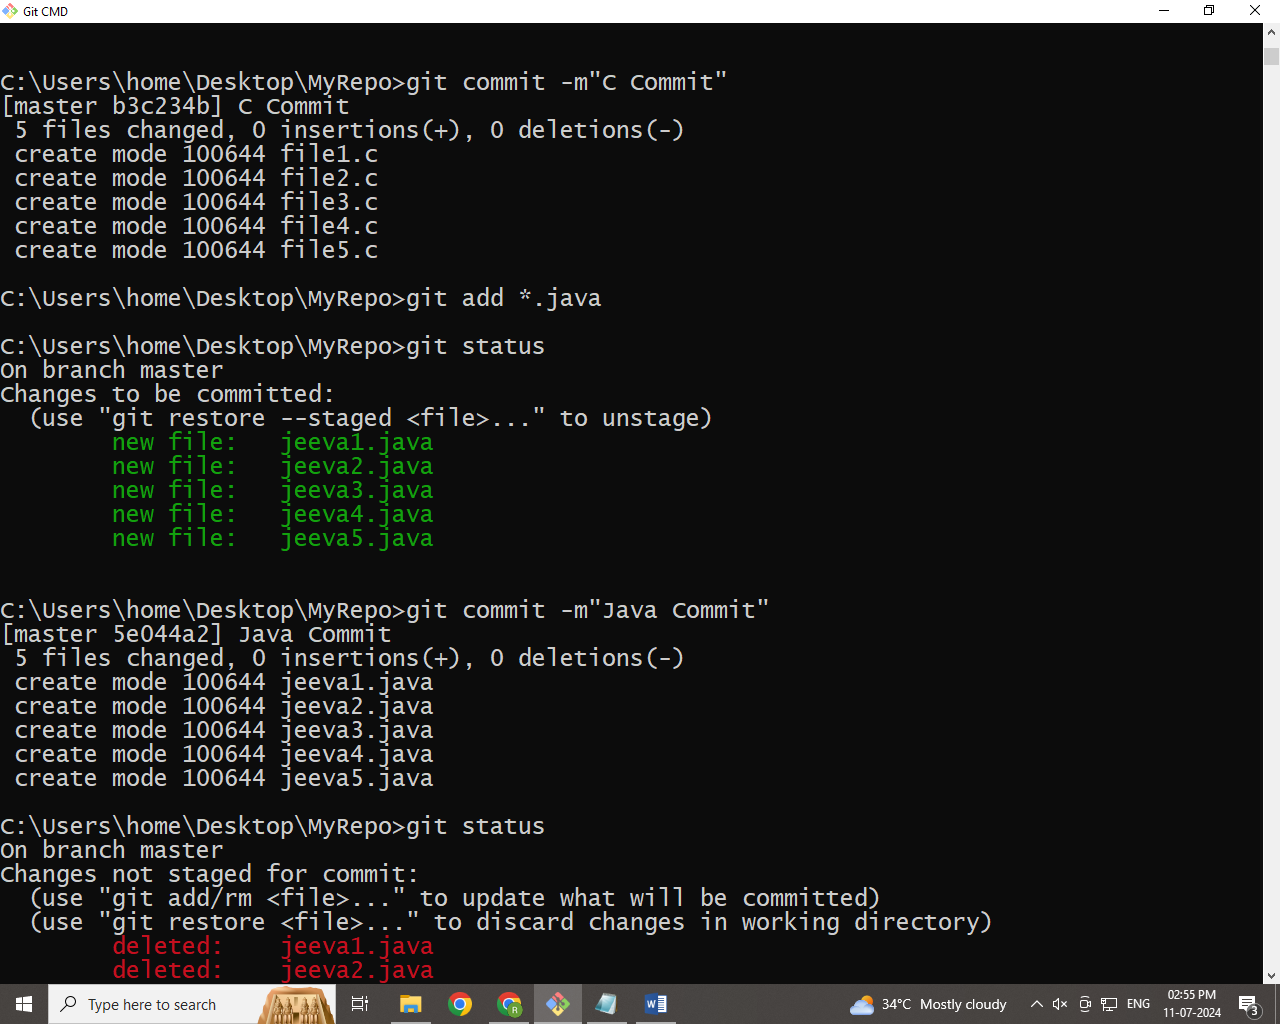 Git CMD
C:\Users\home\Desktop\MyRepo>git commit -m"C Commit"
[master b3c234b] C Commit
 5 files changed, 0 insertions(+), 0 deletions(-)
 create mode 100644 file1.c
 create mode 100644 file2.c
 create mode 100644 file3.c
 create mode 100644 file4.c
 create mode 100644 file5.c
C:\Users\home\Desktop\MyRepo>git add *.java
C:\Users\home\Desktop\MyRepo>git status
On branch master
Changes to be committed:
  (use "git restore --staged <file>..." to unstage)
        new file:   jeeva1.java
        new file:   jeeva2.java
        new file:   jeeva3.java
        new file:   jeeva4.java
        new file:   jeeva5.java
C:\Users\home\Desktop\MyRepo>git commit -m"Java Commit"
[master 5e044a2] Java Commit
 5 files changed, 0 insertions(+), 0 deletions(-)
 create mode 100644 jeeva1.java
 create mode 100644 jeeva2.java
 create mode 100644 jeeva3.java
 create mode 100644 jeeva4.java
 create mode 100644 jeeva5.java
C:\Users\home\Desktop\MyRepo>git status
On branch master
Changes not staged for commit:
  (use "git add/rm <file>..." to update what will be committed)
  (use "git restore <file>..." to discard changes in working directory)
        deleted:    jeeva1.java
        deleted:    jeeva2.java
Type here to search
34°C Mostly cloudy
ENG
02:55 PM
11-07-2024
3